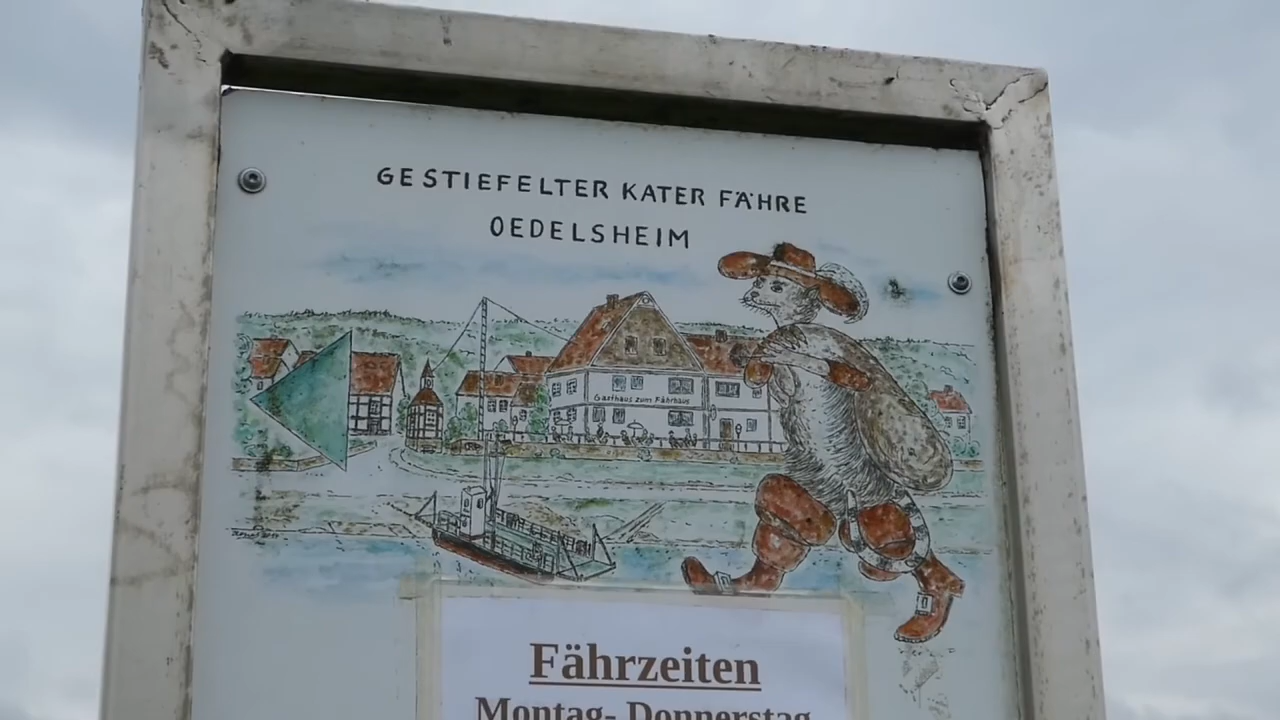 GESTIEFELTER KATER FÄHRE
OEDELSHEIM
Gasthaus zum Fährhaus
Fährzeiten
Montag- Donnerstag